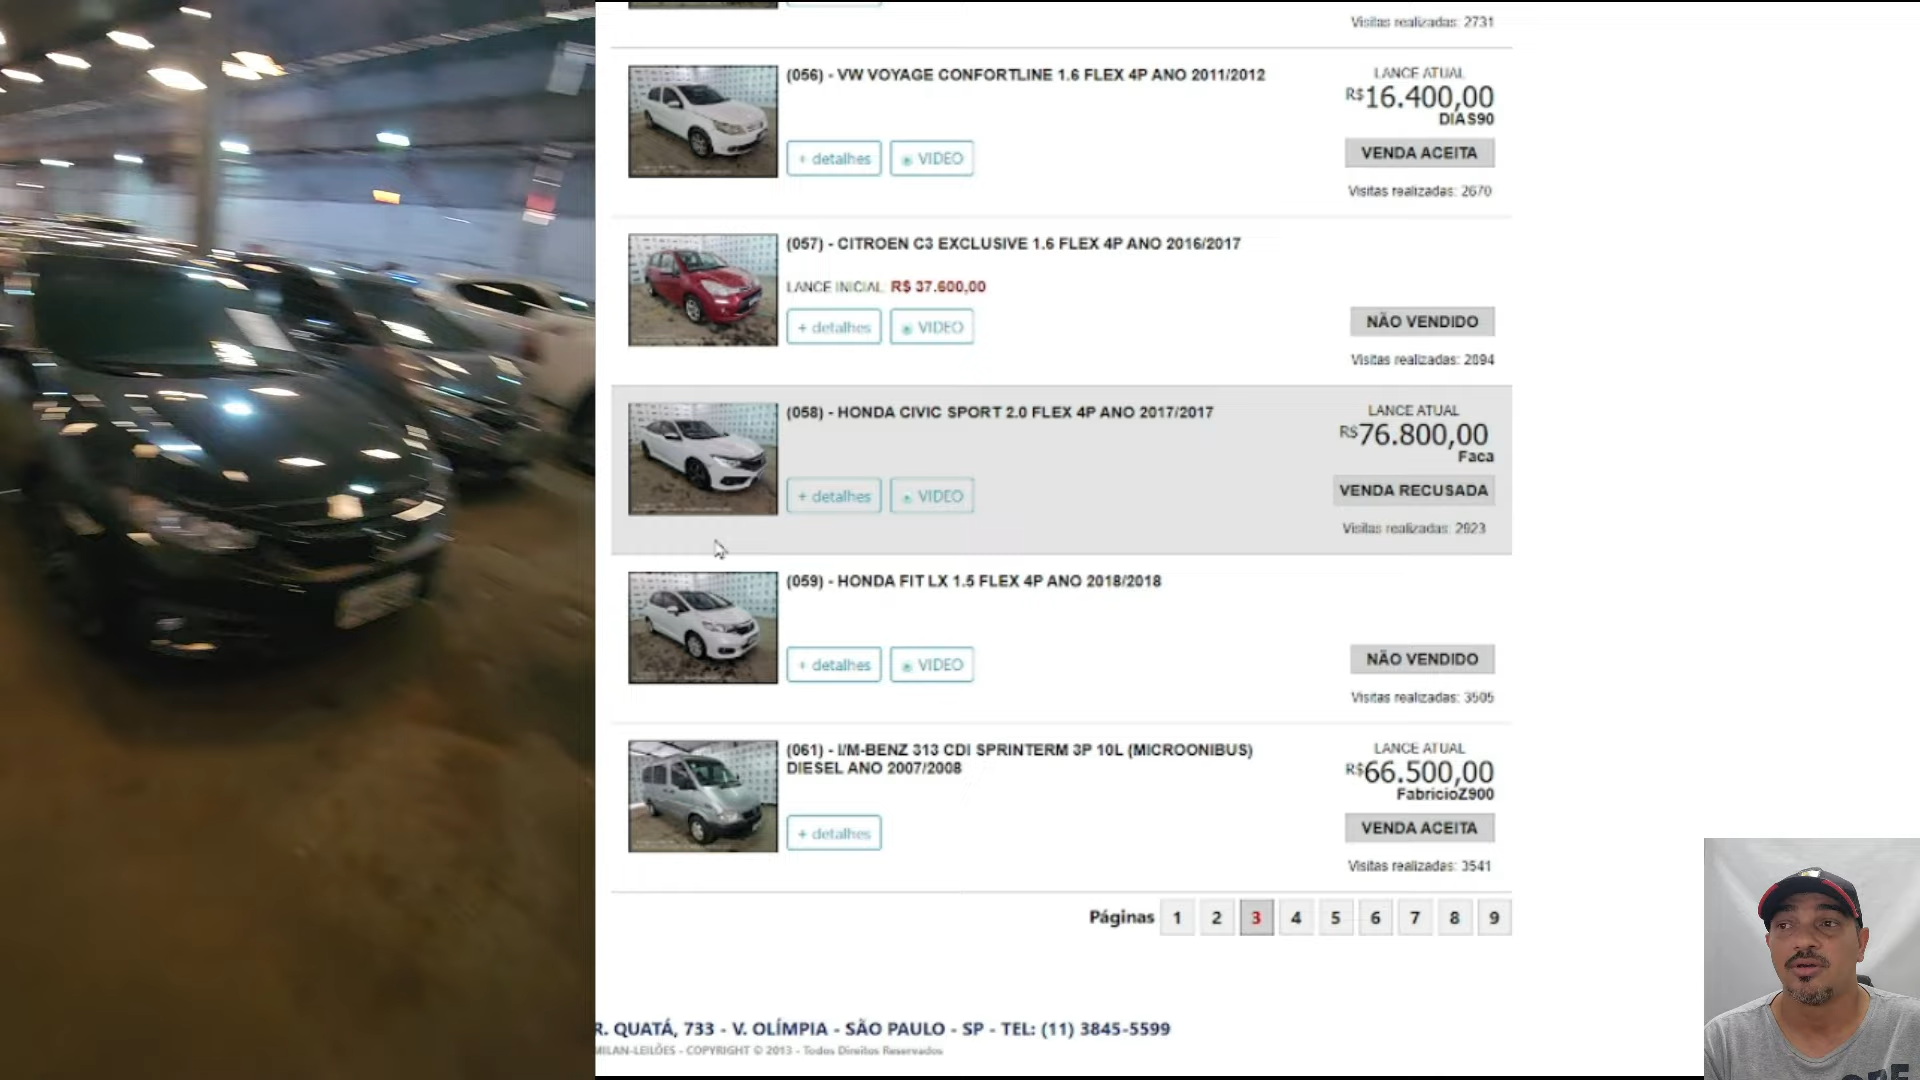 Visitas realizadas: 2731
(056) - VW VOYAGE CONFORTLINE 1.6 FLEX 4P ANO 2011/2012
LANCE ATUAL
R$16.400,00
DIAS90
+ detalhes
VIDEO
VENDA ACEITA
Visitas realizadas: 2670
(057) - CITROEN C3 EXCLUSIVE 1.6 FLEX 4P ANO 2016/2017
LANCE INICIAL R$ 37.600,00
+ detalhes
VIDEO
NÃO VENDIDO
Visitas realizadas: 2894
(058) - HONDA CIVIC SPORT 2.0 FLEX 4P ANO 2017/2017
LANCE ATUAL
R$76.800,00
Faca
+ detalhes
VIDEO
VENDA RECUSADA
Visitas realizadas: 2923
(059) - HONDA FIT LX 1.5 FLEX 4P ANO 2018/2018
+ detalhes
VIDEO
NÃO VENDIDO
Visitas realizadas: 3505
(061) - I/M-BENZ 313 CDI SPRINTERM 3P 10L (MICROONIBUS)
DIESEL ANO 2007/2008
LANCE ATUAL
R$66.500,00
FabricioZ900
+ detalhes
VENDA ACEITA
Visitas realizadas: 3541
Páginas 1 2 3 4 5 6 7 8 9
R. QUATÁ, 733 - V. OLÍMPIA - SÃO PAULO - SP - TEL: (11) 3845-5599
MILAN-LEILÕES - COPYRIGHT © 2013 - Todos Direitos Reservados